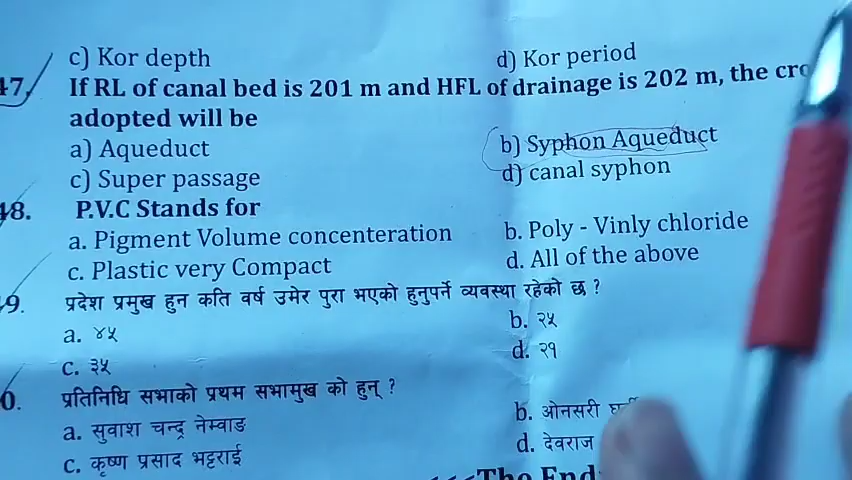 c) Kor depth d) Kor period
47. If RL of canal bed is 201 m and HFL of drainage is 202 m, the
adopted will be
a) Aqueduct b) Syphon Aqueduct
c) Super passage d) canal syphon
48. P.V.C Stands for
a. Pigment Volume concenteration b. Poly - Vinly chloride
c. Plastic very Compact d. All of the above
9. प्रदेश प्रमुख हुन कति वर्ष उमेर पुरा भएको हुनुपर्ने व्यवस्था रहेको छ ?
a. ४५ b. २५
c. ३५ d. २१
0. प्रतिनिधि सभाको प्रथम सभामुख को हुन् ?
a. सुवाश चन्द्र नेम्वाङ b. ओनसरी
c. कृष्ण प्रसाद भट्टराई d. देवराज
The End